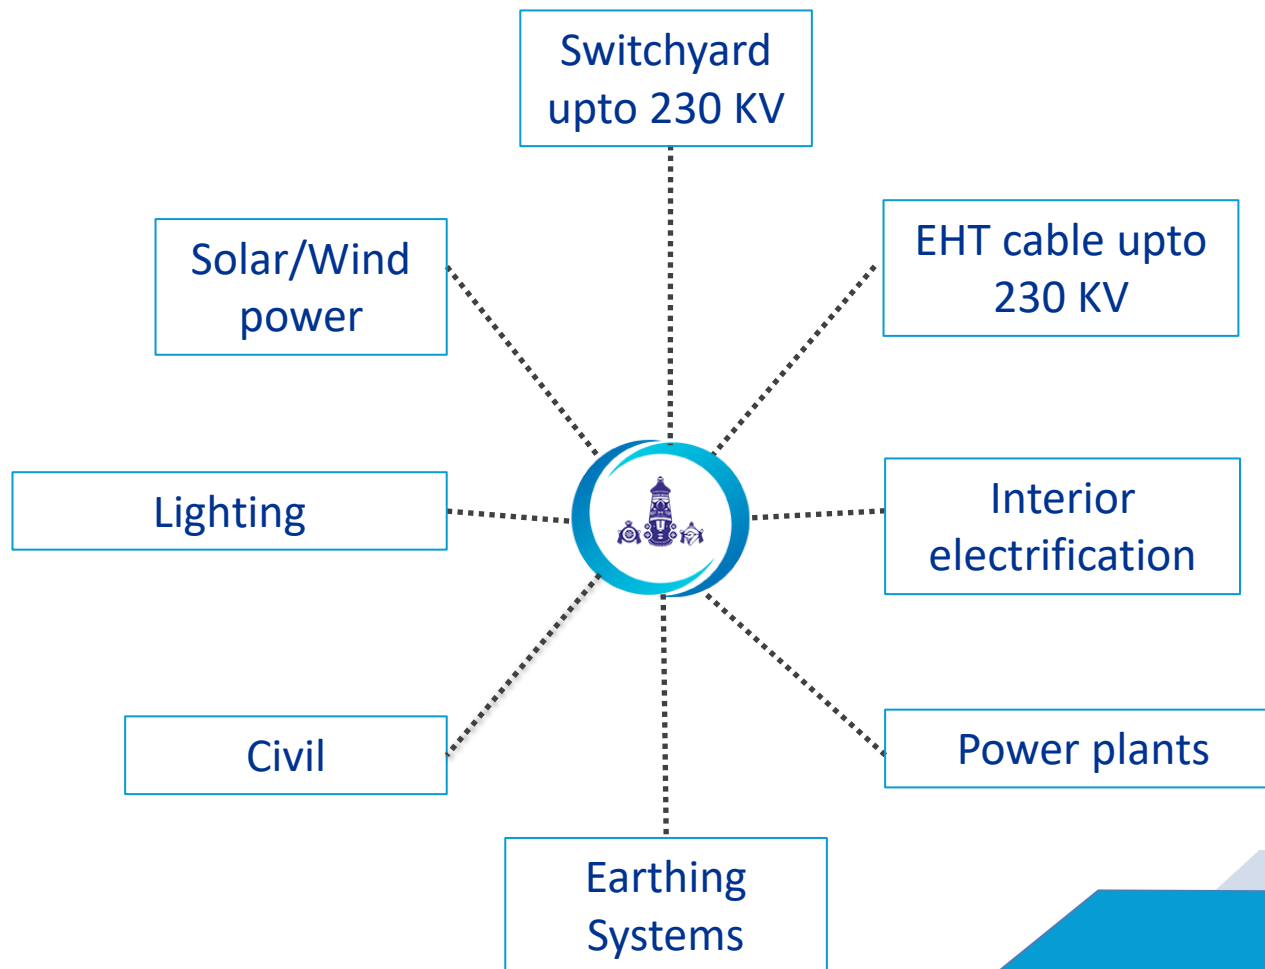 Switchyard
upto 230 KV
Solar/Wind
power
EHT cable upto
230 KV
Lighting
Interior
electrification
Civil
Power plants
Earthing
Systems